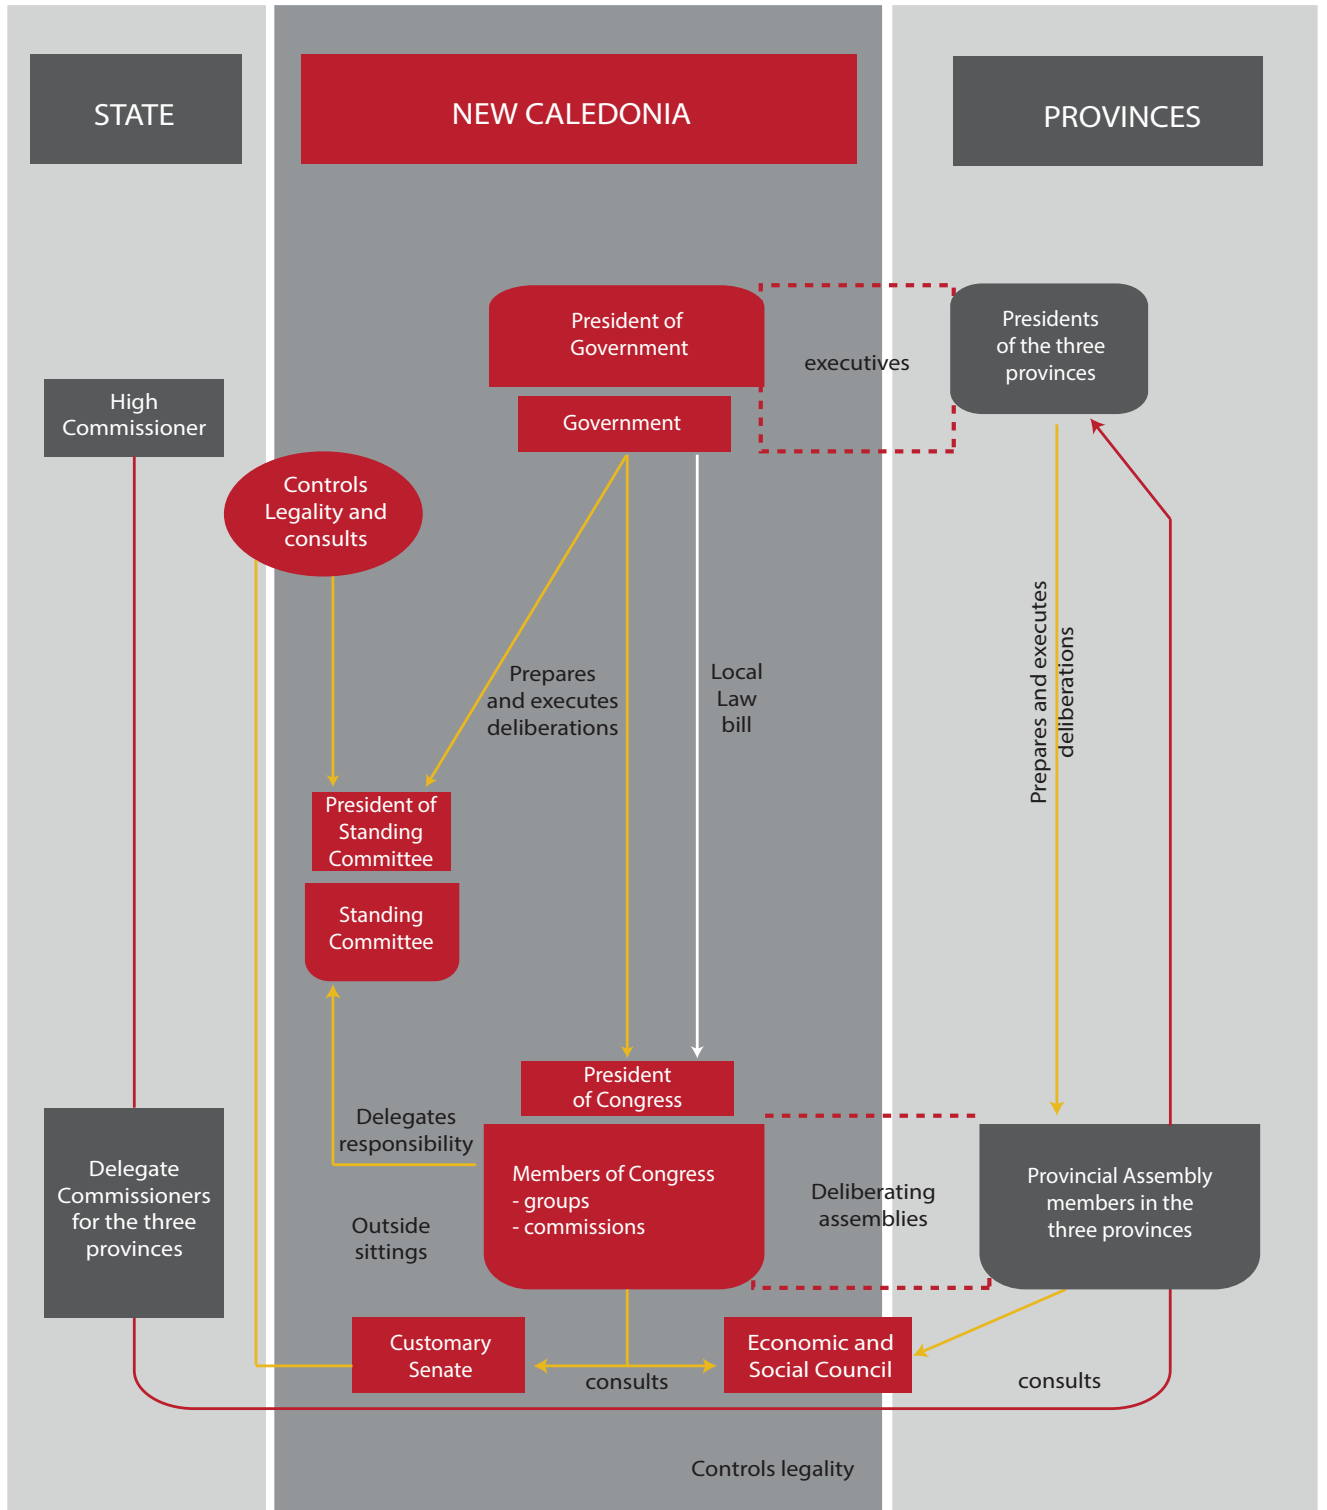 STATE
NEW CALEDONIA
PROVINCES
President of
Government
executives
Presidents
of the three
provinces
High
Commissioner
Government
Controls
Legality and
consults
Prepares
and executes
deliberations
Local
Law
bill
Prepares and executes
deliberations
President of
Standing
Committee
Standing
Committee
President
of Congress
Delegates
responsibility
Delegate
Commissioners
for the three
provinces
Members of Congress
- groups
- commissions
Deliberating
assemblies
Provincial Assembly
members in the
three provinces
Outside
sittings
Customary
Senate
consults
Economic and
Social Council
consults
Controls legality